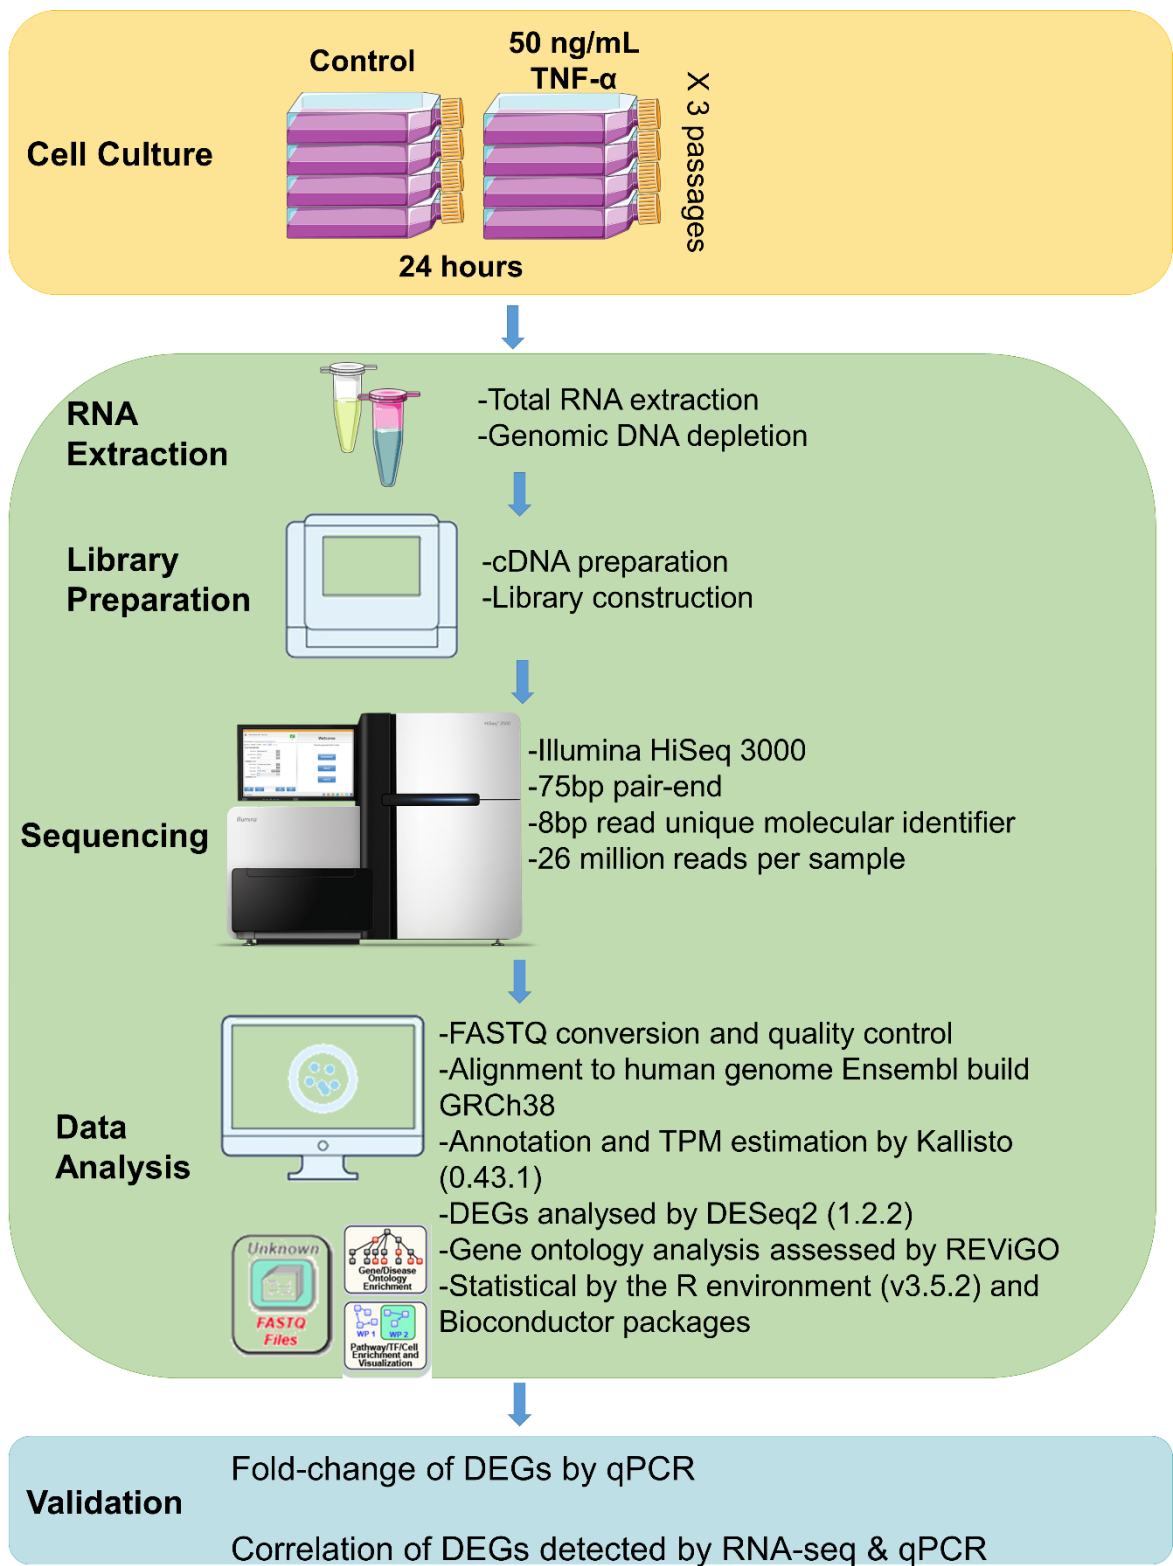 Control
50 ng/mL
TNF-α
X 3 passages
Cell Culture
24 hours
RNA
Extraction
-Total RNA extraction
-Genomic DNA depletion
Library
Preparation
-cDNA preparation
-Library construction
Sequencing
HiSeq 3000
Welcome
illumina
-Illumina HiSeq 3000
-75bp pair-end
-8bp read unique molecular identifier
-26 million reads per sample
Data
Analysis
-FASTQ conversion and quality control
-Alignment to human genome Ensembl build
GRCh38
-Annotation and TPM estimation by Kallisto
(0.43.1)
-DEGs analysed by DESeq2 (1.2.2)
-Gene ontology analysis assessed by REViGO
-Statistical by the R environment (v3.5.2) and
Bioconductor packages
Unknown
FASTQ
Files
Gene/Disease
Ontology
Enrichment
WP 1 WP 2
Pathway/TF/Cell
Enrichment and
Visualization
Validation
Fold-change of DEGs by qPCR
Correlation of DEGs detected by RNA-seq & qPCR